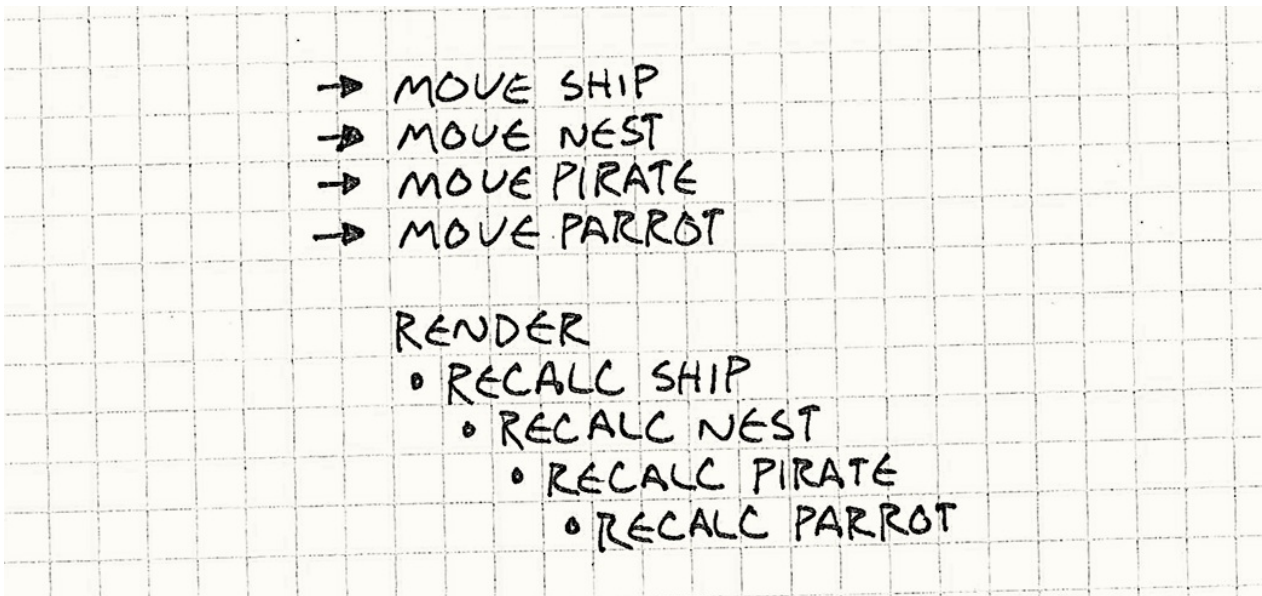 → MOVE SHIP
→ MOVE NEST
→ MOVE PIRATE
→ MOVE PARROT
RENDER
• RECALC SHIP
• RECALC NEST
• RECALC PIRATE
• RECALC PARROT